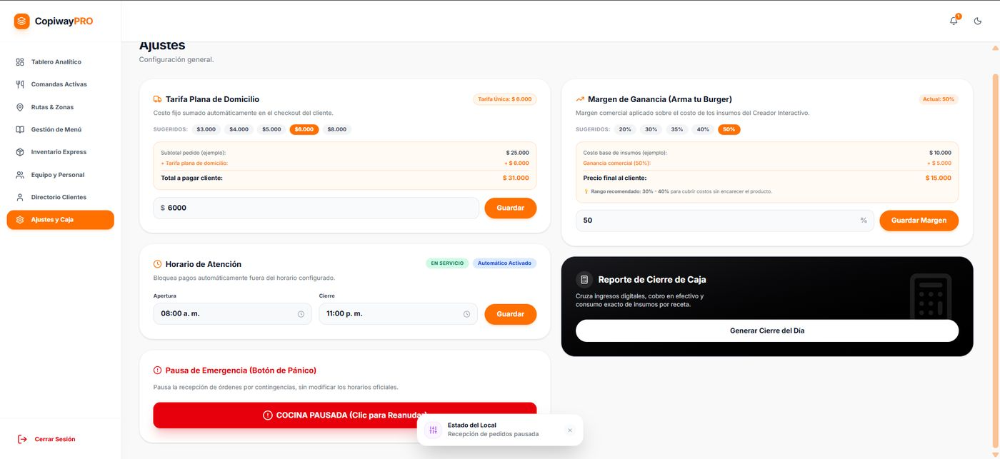 CopiwayPRO
1
Tablero Analítico
Comandas Activas
Rutas & Zonas
Gestión de Menú
Inventario Express
Equipo y Personal
Directorio Clientes
Ajustes y Caja
Cerrar Sesión
Ajustes
Configuración general.
Tarifa Plana de Domicilio
Tarifa Única: $ 6.000
Costo fijo sumado automáticamente en el checkout del cliente.
SUGERIDOS: $3.000 $4.000 $5.000 $6.000 $8.000
Subtotal pedido (ejemplo): $ 25.000
+ Tarifa plana de domicilio: + $ 6.000
Total a pagar cliente: $ 31.000
$ 6000
Guardar
Horario de Atención
EN SERVICIO
Automático Activado
Bloquea pagos automáticamente fuera del horario configurado.
Apertura
Cierre
08:00 a. m.
11:00 p. m.
Guardar
Pausa de Emergencia (Botón de Pánico)
Pausa la recepción de órdenes por contingencias, sin modificar los horarios oficiales.
COCINA PAUSADA (Clic para Reanudar)
Margen de Ganancia (Arma tu Burger)
Actual: 50%
Margen comercial aplicado sobre el costo de los insumos del Creador Interactivo.
SUGERIDOS: 20% 30% 35% 40% 50%
Costo base de insumos (ejemplo): $ 10.000
Ganancia comercial (50%): + $ 5.000
Precio final al cliente: $ 15.000
Rango recomendado: 30% - 40% para cubrir costos sin encarecer el producto.
50 %
Guardar Margen
Reporte de Cierre de Caja
Cruza ingresos digitales, cobro en efectivo y
consumo exacto de insumos por receta.
Generar Cierre del Día
Estado del Local
Recepción de pedidos pausada